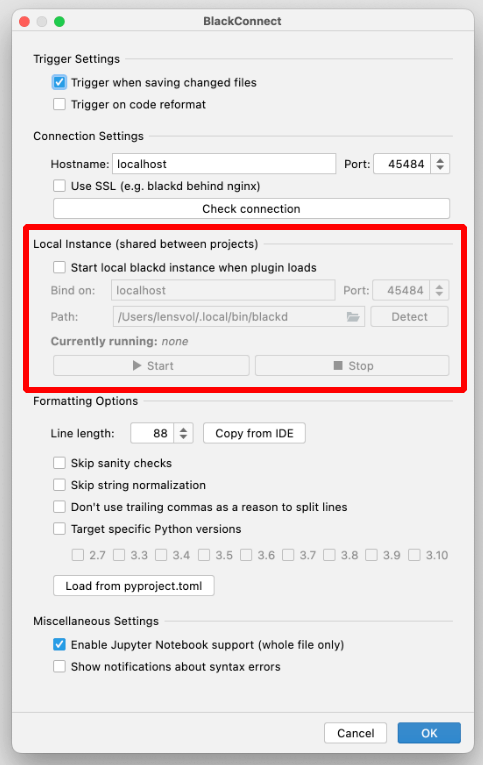 BlackConnect
Trigger Settings
Trigger when saving changed files
Trigger on code reformat
Connection Settings
Hostname: localhost Port: 45484
Use SSL (e.g. blackd behind nginx)
Check connection
Local Instance (shared between projects)
Start local blackd instance when plugin loads
Bind on: localhost Port: 45484
Path: /Users/lensvol/.local/bin/blackd Detect
Currently running: none
Start Stop
Formatting Options
Line length: 88 Copy from IDE
Skip sanity checks
Skip string normalization
Don't use trailing commas as a reason to split lines
Target specific Python versions
2.7 3.3 3.4 3.5 3.6 3.7 3.8 3.9 3.10
Load from pyproject.toml
Miscellaneous Settings
Enable Jupyter Notebook support (whole file only)
Show notifications about syntax errors
Cancel OK